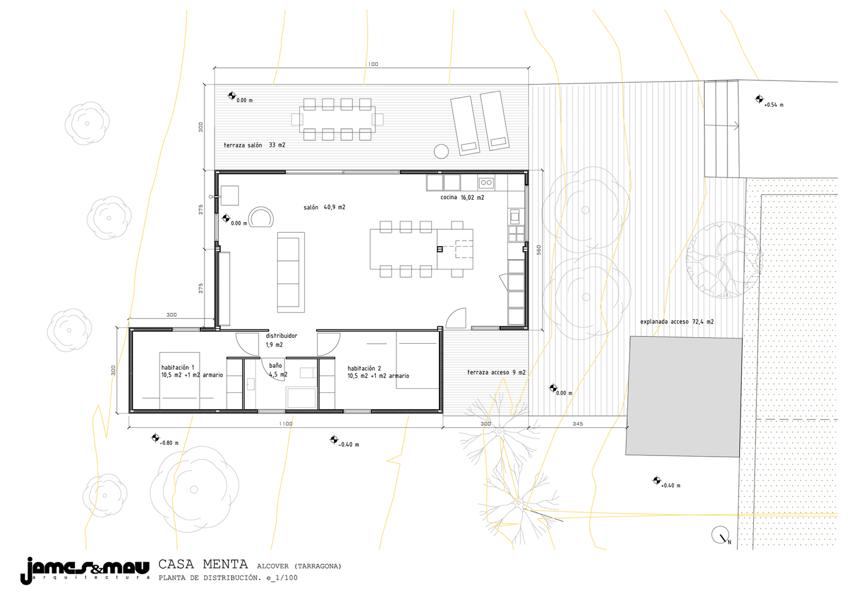 100
0.00 m
+0.54 m
300
terraza salón 33 m2
cocina 16,02 m2
salón 40,9 m2
375
0.00 m
560
375
300
explanada acceso 72,4 m2
distribuidor
1,9 m2
habitación 1
10,5 m2 +1 m2 armario
baño
4,5 m2
habitación 2
10,5 m2 +1 m2 armario
terraza acceso 9 m2
300
0.00 m
1100
300
345
-0.80 m
-0.40 m
+0.40 m
N
james&mau
arquitectura
CASA MENTA ALCOVER (TARRAGONA)
PLANTA DE DISTRIBUCIÓN. e_1/100